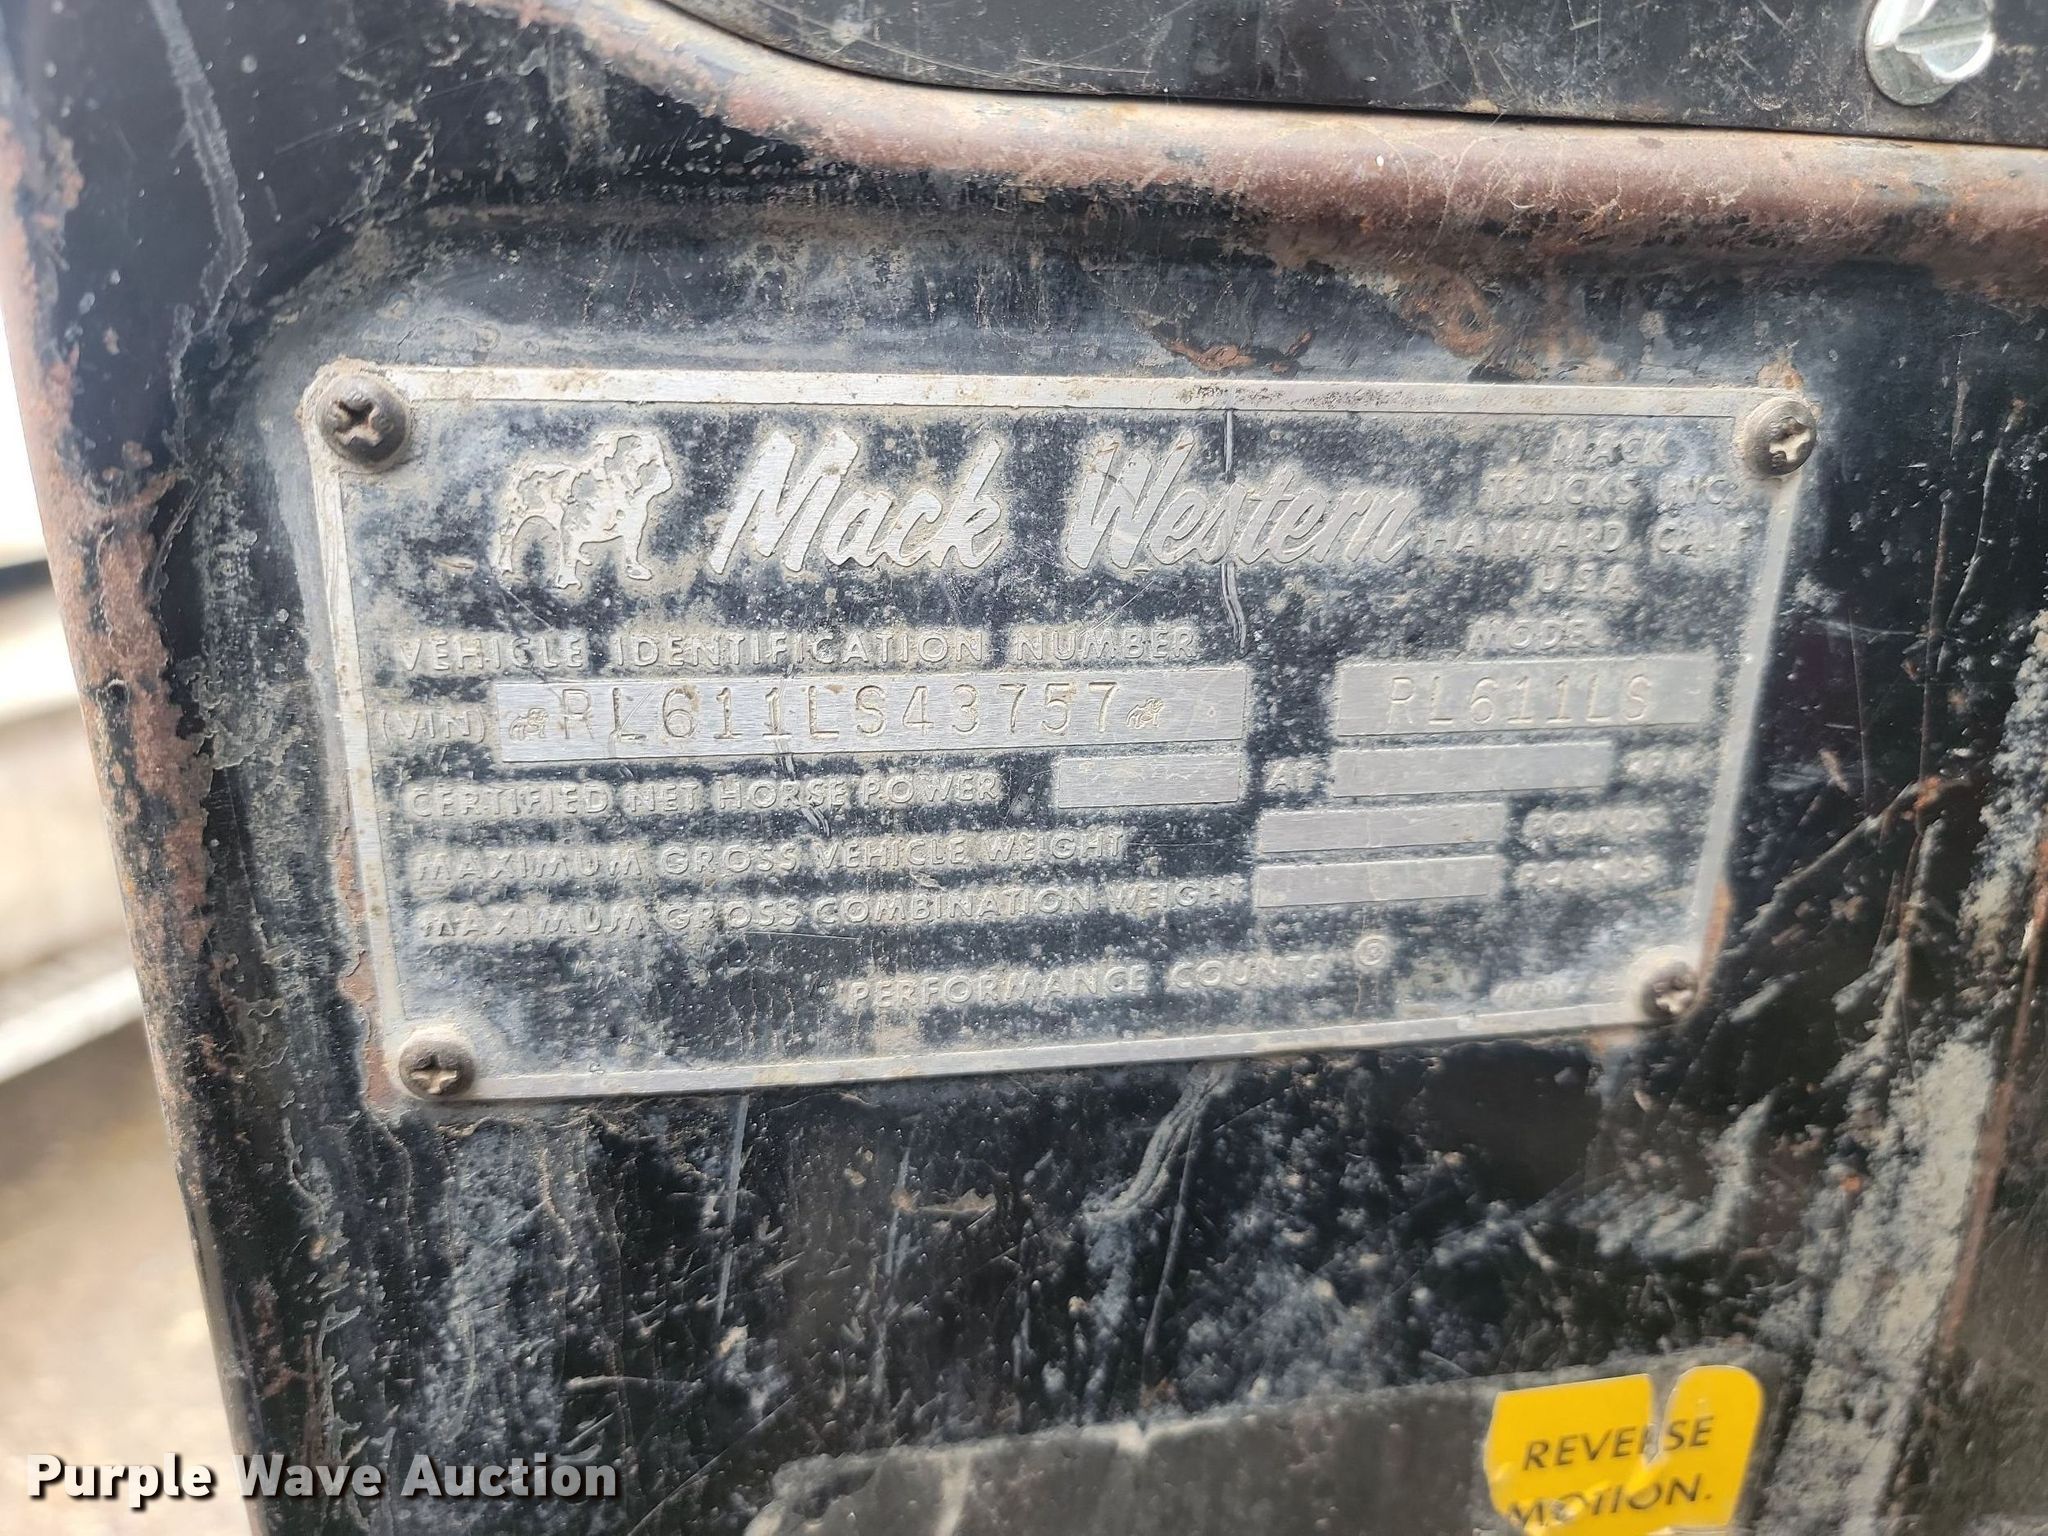 Mack Western
MACK
TRUCKS INC.
HAYWARD, CALIF
U.S.A.
VEHICLE IDENTIFICATION NUMBER
MODEL
(VIN) RL611LS43757
RL611LS
CERTIFIED NET HORSE POWER AT RPM
MAXIMUM GROSS VEHICLE WEIGHT POUNDS
MAXIMUM GROSS COMBINATION WEIGHT POUNDS
PERFORMANCE COUNTS ©
REVERSE
MOTION.
Purple Wave Auction